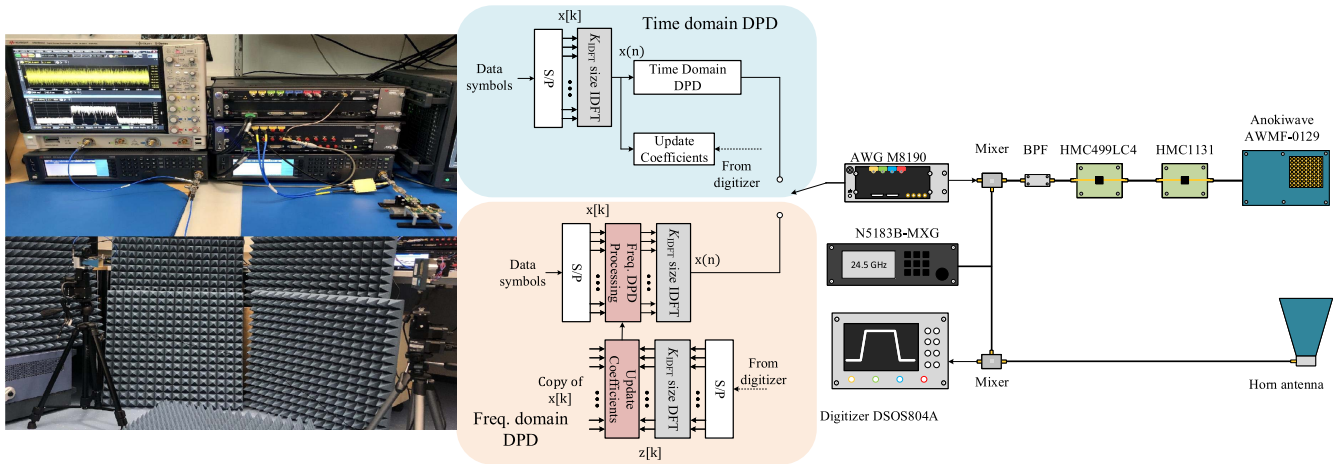 Time domain DPD
x[k]
Data
symbols
S/P
K_IDFT size IDFT
x(n)
Time Domain
DPD
Update
Coefficients
From
digitizer
x[k]
Data
symbols
S/P
Freq. DPD
Processing
K_IDFT size IDFT
x(n)
Copy of
x[k]
Update
Coefficients
K_IDFT size DFT
S/P
From
digitizer
z[k]
Freq. domain
DPD
AWG M8190
Mixer
BPF
HMC499LC4
HMC1131
Anokiwave
AWMF-0129
N5183B-MXG
24.5 GHz
Mixer
Digitizer DSOS804A
Horn antenna